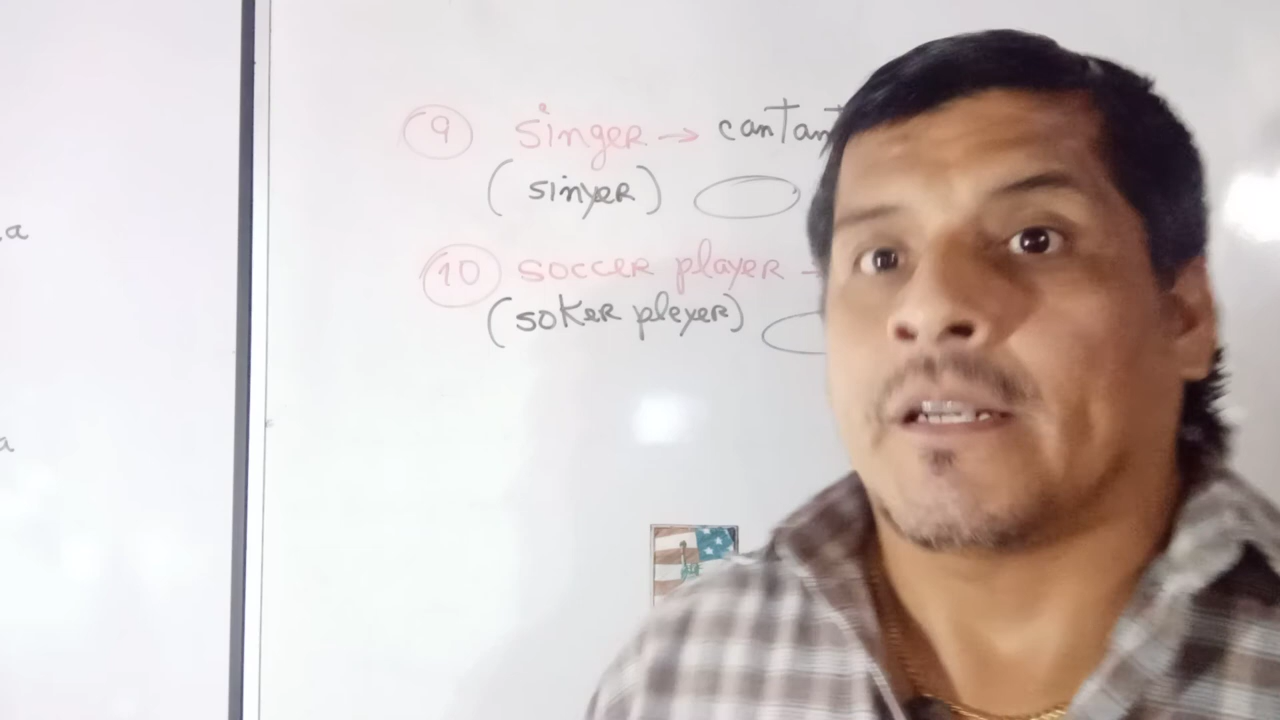 9 singer → cantan
(sinyer)
10 soccer player -
(soker pleyer)
a
a